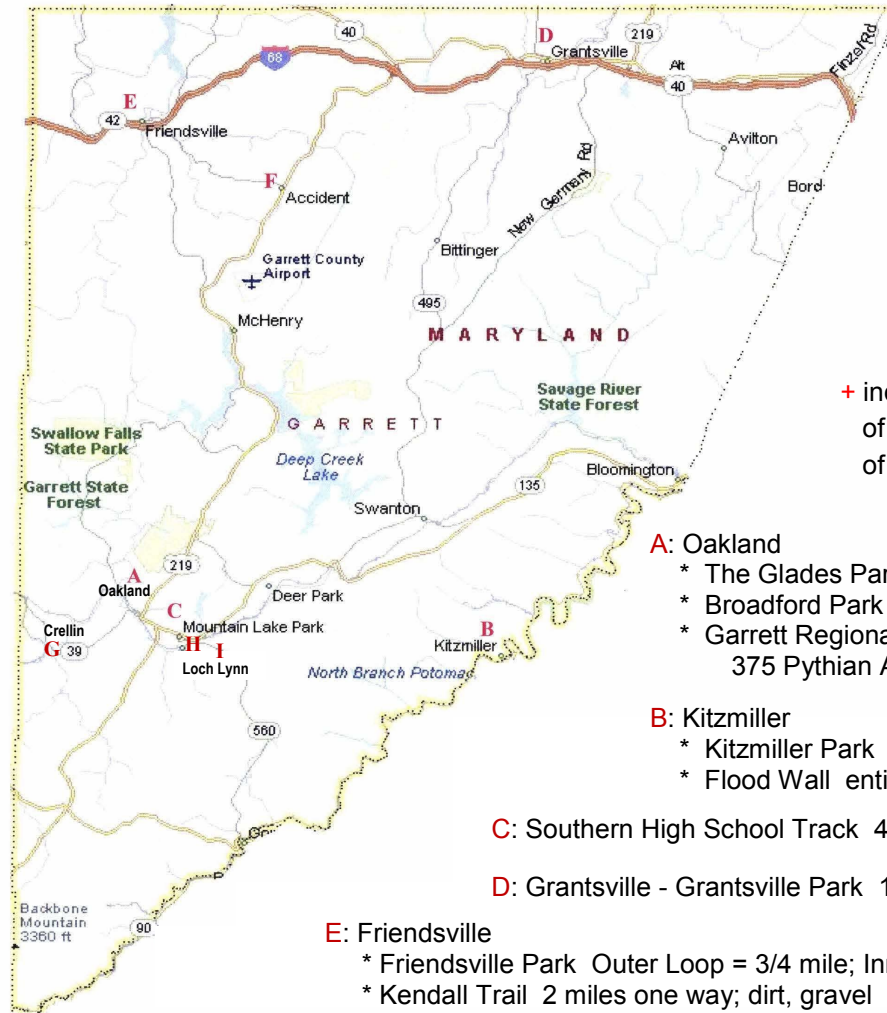 40
D
219
Grantsville
68
Alt
40
Finzel Rd
E
42
Friendsville
Avilton
F
Accident
New Germany Rd
Bord
Bittinger
Garrett County
Airport
495
McHenry
MARYLAND
Savage River
State Forest
GARRETT
Swallow Falls
State Park
Deep Creek
Lake
Garrett State
Forest
Bloomington
135
Swanton
219
A
Oakland
Deer Park
C
Mountain Lake Park
Crellin
G
39
H
I
Loch Lynn
B
Kitzmiller
North Branch Potomac
560
Backbone
Mountain
3360 ft
90
+
of
of
A: Oakland
* The Glades
* Broadford Park
* Garrett
375 Pythian
B: Kitzmiller
* Kitzmiller Park
* Flood Wall
C: Southern High School Track 4
D: Grantsville - Grantsville Park 1
E: Friendsville
* Friendsville Park Outer Loop = 3/4 mile;
* Kendall Trail 2 miles one way; dirt, gravel